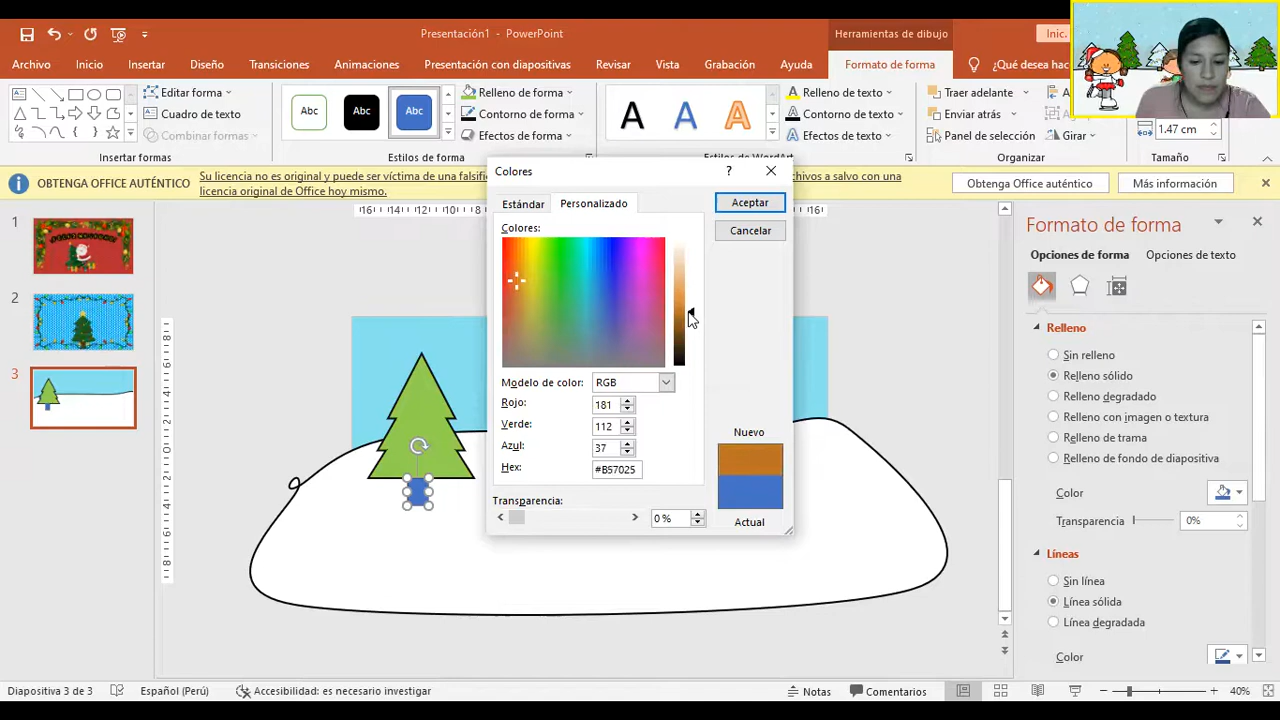 Presentación1 - PowerPoint
Herramientas de dibujo
Inic.
Archivo Inicio Insertar Diseño Transiciones Animaciones Presentación con diapositivas Revisar Vista Grabación Ayuda Formato de forma ¿Qué desea hac
Editar forma
Cuadro de texto
Combinar formas
Insertar formas
Abc Abc Abc
Relleno de forma
Contorno de forma
Efectos de forma
Estilos de forma
A A A
Relleno de texto
Contorno de texto
Efectos de texto
Estilos de WordArt
Traer adelante
Enviar atrás
Panel de selección
A
Girar
Organizar
1.47 cm
Tamaño
OBTENGA OFFICE AUTÉNTICO
Su licencia no es original y puede ser víctima de una falsific
chivos a salvo con una
licencia original de Office hoy mismo.
Obtenga Office auténtico
Más información
Colores
?
Estándar Personalizado
Aceptar
Cancelar
Colores:
Modelo de color: RGB
Rojo: 181
Verde: 112
Azul: 37
Hex: #B57025
Transparencia:
0 %
Nuevo
Actual
1
2
3
Formato de forma
Opciones de forma Opciones de texto
Relleno
Sin relleno
Relleno sólido
Relleno degradado
Relleno con imagen o textura
Relleno de trama
Relleno de fondo de diapositiva
Color
Transparencia 0%
Líneas
Sin línea
Línea sólida
Línea degradada
Color
Diapositiva 3 de 3 Español (Perú) Accesibilidad: es necesario investigar Notas Comentarios 40%